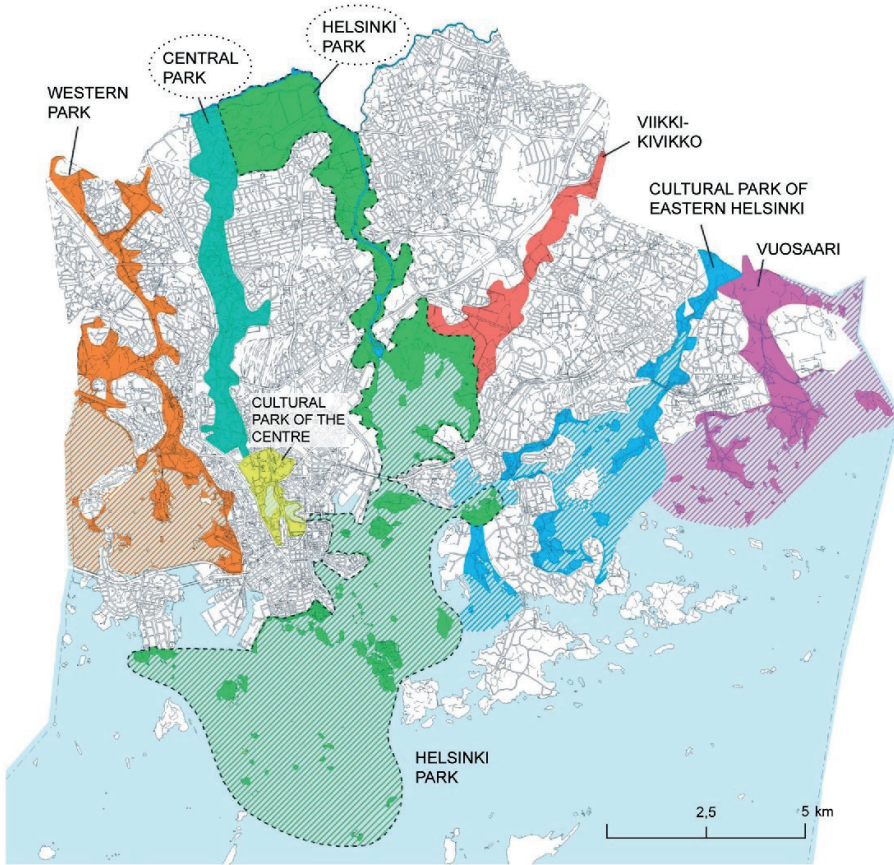 HELSINKI
PARK
CENTRAL
PARK
WESTERN
PARK
VIIKKI-
KIVIKKO
CULTURAL PARK OF
EASTERN HELSINKI
VUOSAARI
CULTURAL
PARK OF THE
CENTRE
HELSINKI
PARK
2,5
5 km